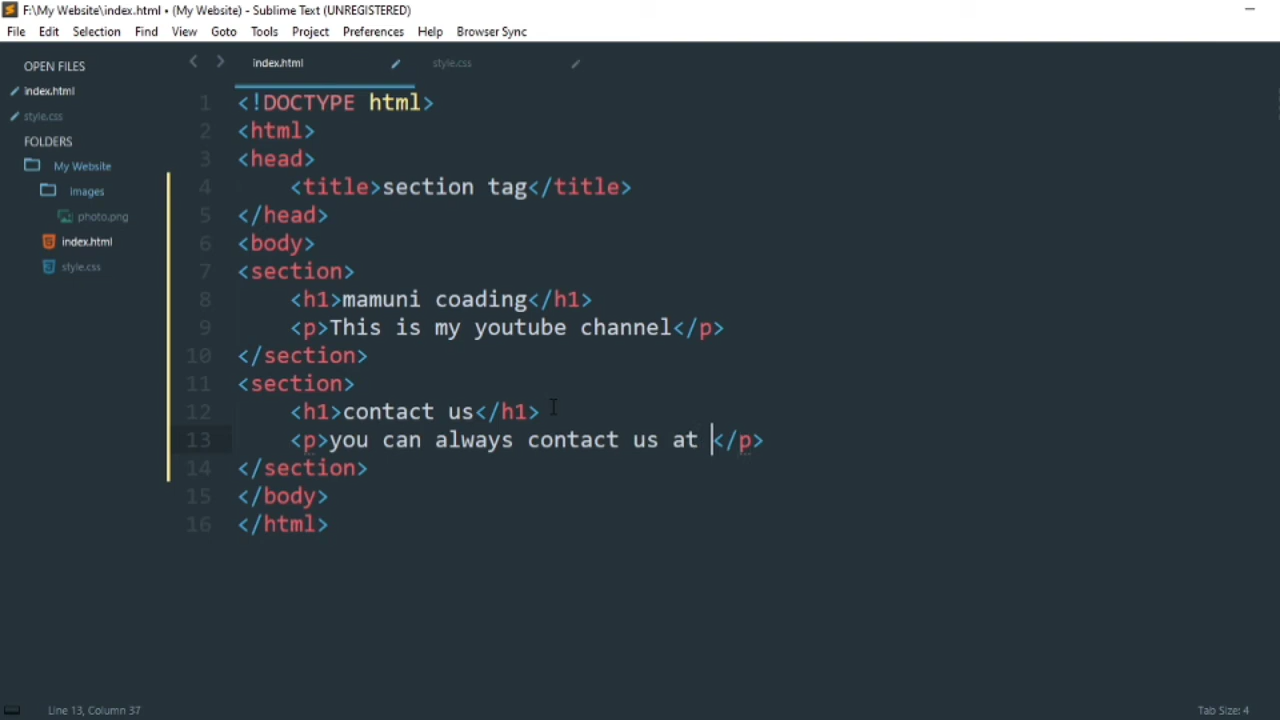 F:\My Website\index.html • (My Website) - Sublime Text (UNREGISTERED)
File Edit Selection Find View Goto Tools Project Preferences Help Browser Sync
OPEN FILES
index.html
style.css
FOLDERS
My Website
Images
photo.png
index.html
style.css
index.html style.css
1 <!DOCTYPE html>
2 <html>
3 <head>
4 <title>section tag</title>
5 </head>
6 <body>
7 <section>
8 <h1>mamuni coading</h1>
9 <p>This is my youtube channel</p>
10 </section>
11 <section>
12 <h1>contact us</h1>
13 <p>you can always contact us at </p>
14 </section>
15 </body>
16 </html>
Line 13, Column 37 Tab Size: 4